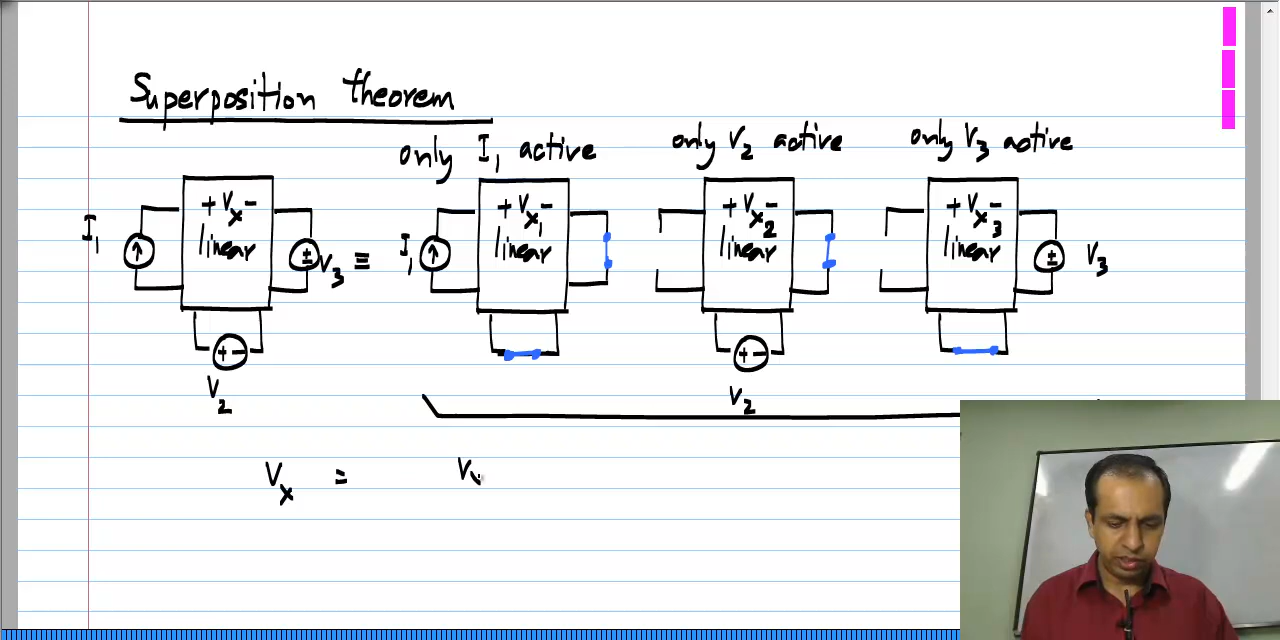 Superposition theorem
only I1 active
only V2 active
only V3 active
I1
+ Vx -
linear
+ -
V3
V2
≡
I1
+ Vx1 -
linear
+ Vx2 -
linear
+ -
V2
+ Vx3 -
linear
+ -
V3
Vx =